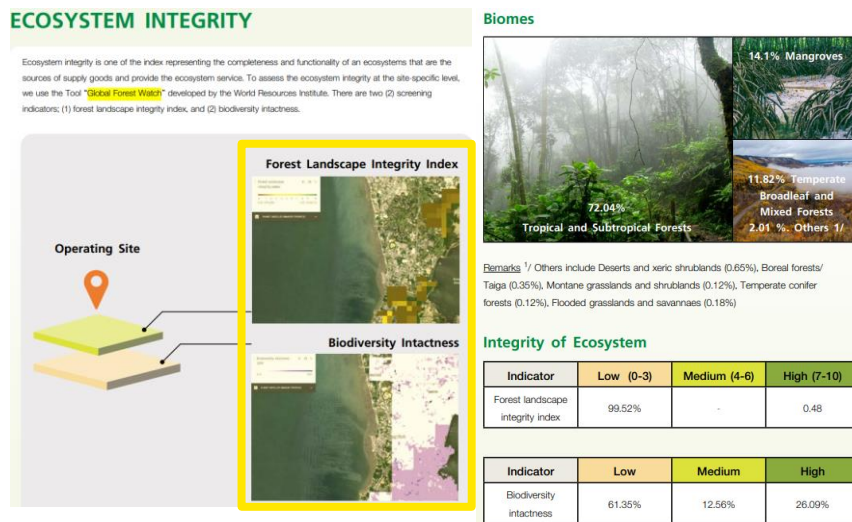 ECOSYSTEM INTEGRITY
Ecosystem integrity is one of the index representing the completeness and functionality of an ecosystems that are the
sources of supply goods and provide the ecosystem service. To assess the ecosystem integrity at the site-specific level,
we use the Tool "Global Forest Watch" developed by the World Resources Institute. There are two (2) screening
indicators; (1) forest landscape integrity index, and (2) biodiversity intactness.
Operating Site
Forest Landscape Integrity Index
Biodiversity Intactness
Biomes
14.1% Mangroves
72.04%
Tropical and Subtropical Forests
11.82% Temperate
Broadleaf and
Mixed Forests
2.01 %. Others 1/
Remarks 1/ Others include Deserts and xeric shrublands (0.65%), Boreal forests/
Taiga (0.35%), Montane grasslands and shrublands (0.12%), Temperate conifer
forests (0.12%), Flooded grasslands and savannaes (0.18%)
Integrity of Ecosystem
Indicator Low (0-3) Medium (4-6) High (7-10)
Forest landscape
integrity index 99.52% - 0.48
Indicator Low Medium High
Biodiversity
intactness 61.35% 12.56% 26.09%